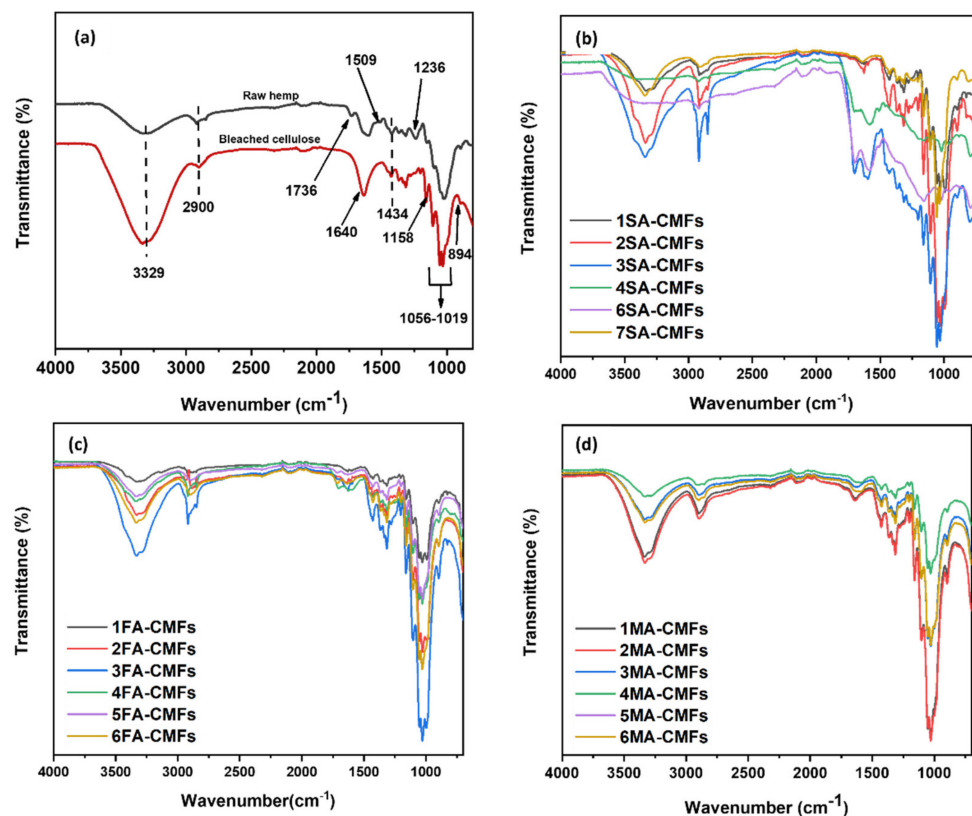 (a)
1509
1236
Raw hemp
Bleached cellulose
2900
1736
1434
1640
1158
894
3329
1056-1019
Transmittance (%)
4000 3500 3000 2500 2000 1500 1000
Wavenumber (cm-1)
(b)
1SA-CMFs
2SA-CMFs
3SA-CMFs
4SA-CMFs
6SA-CMFs
7SA-CMFs
Transmittance (%)
4000 3500 3000 2500 2000 1500 1000
Wavenumber (cm-1)
(c)
1FA-CMFs
2FA-CMFs
3FA-CMFs
4FA-CMFs
5FA-CMFs
6FA-CMFs
Transmittance (%)
4000 3500 3000 2500 2000 1500 1000
Wavenumber(cm-1)
(d)
1MA-CMFs
2MA-CMFs
3MA-CMFs
4MA-CMFs
5MA-CMFs
6MA-CMFs
Transmittance (%)
4000 3500 3000 2500 2000 1500 1000
Wavenumber (cm-1)